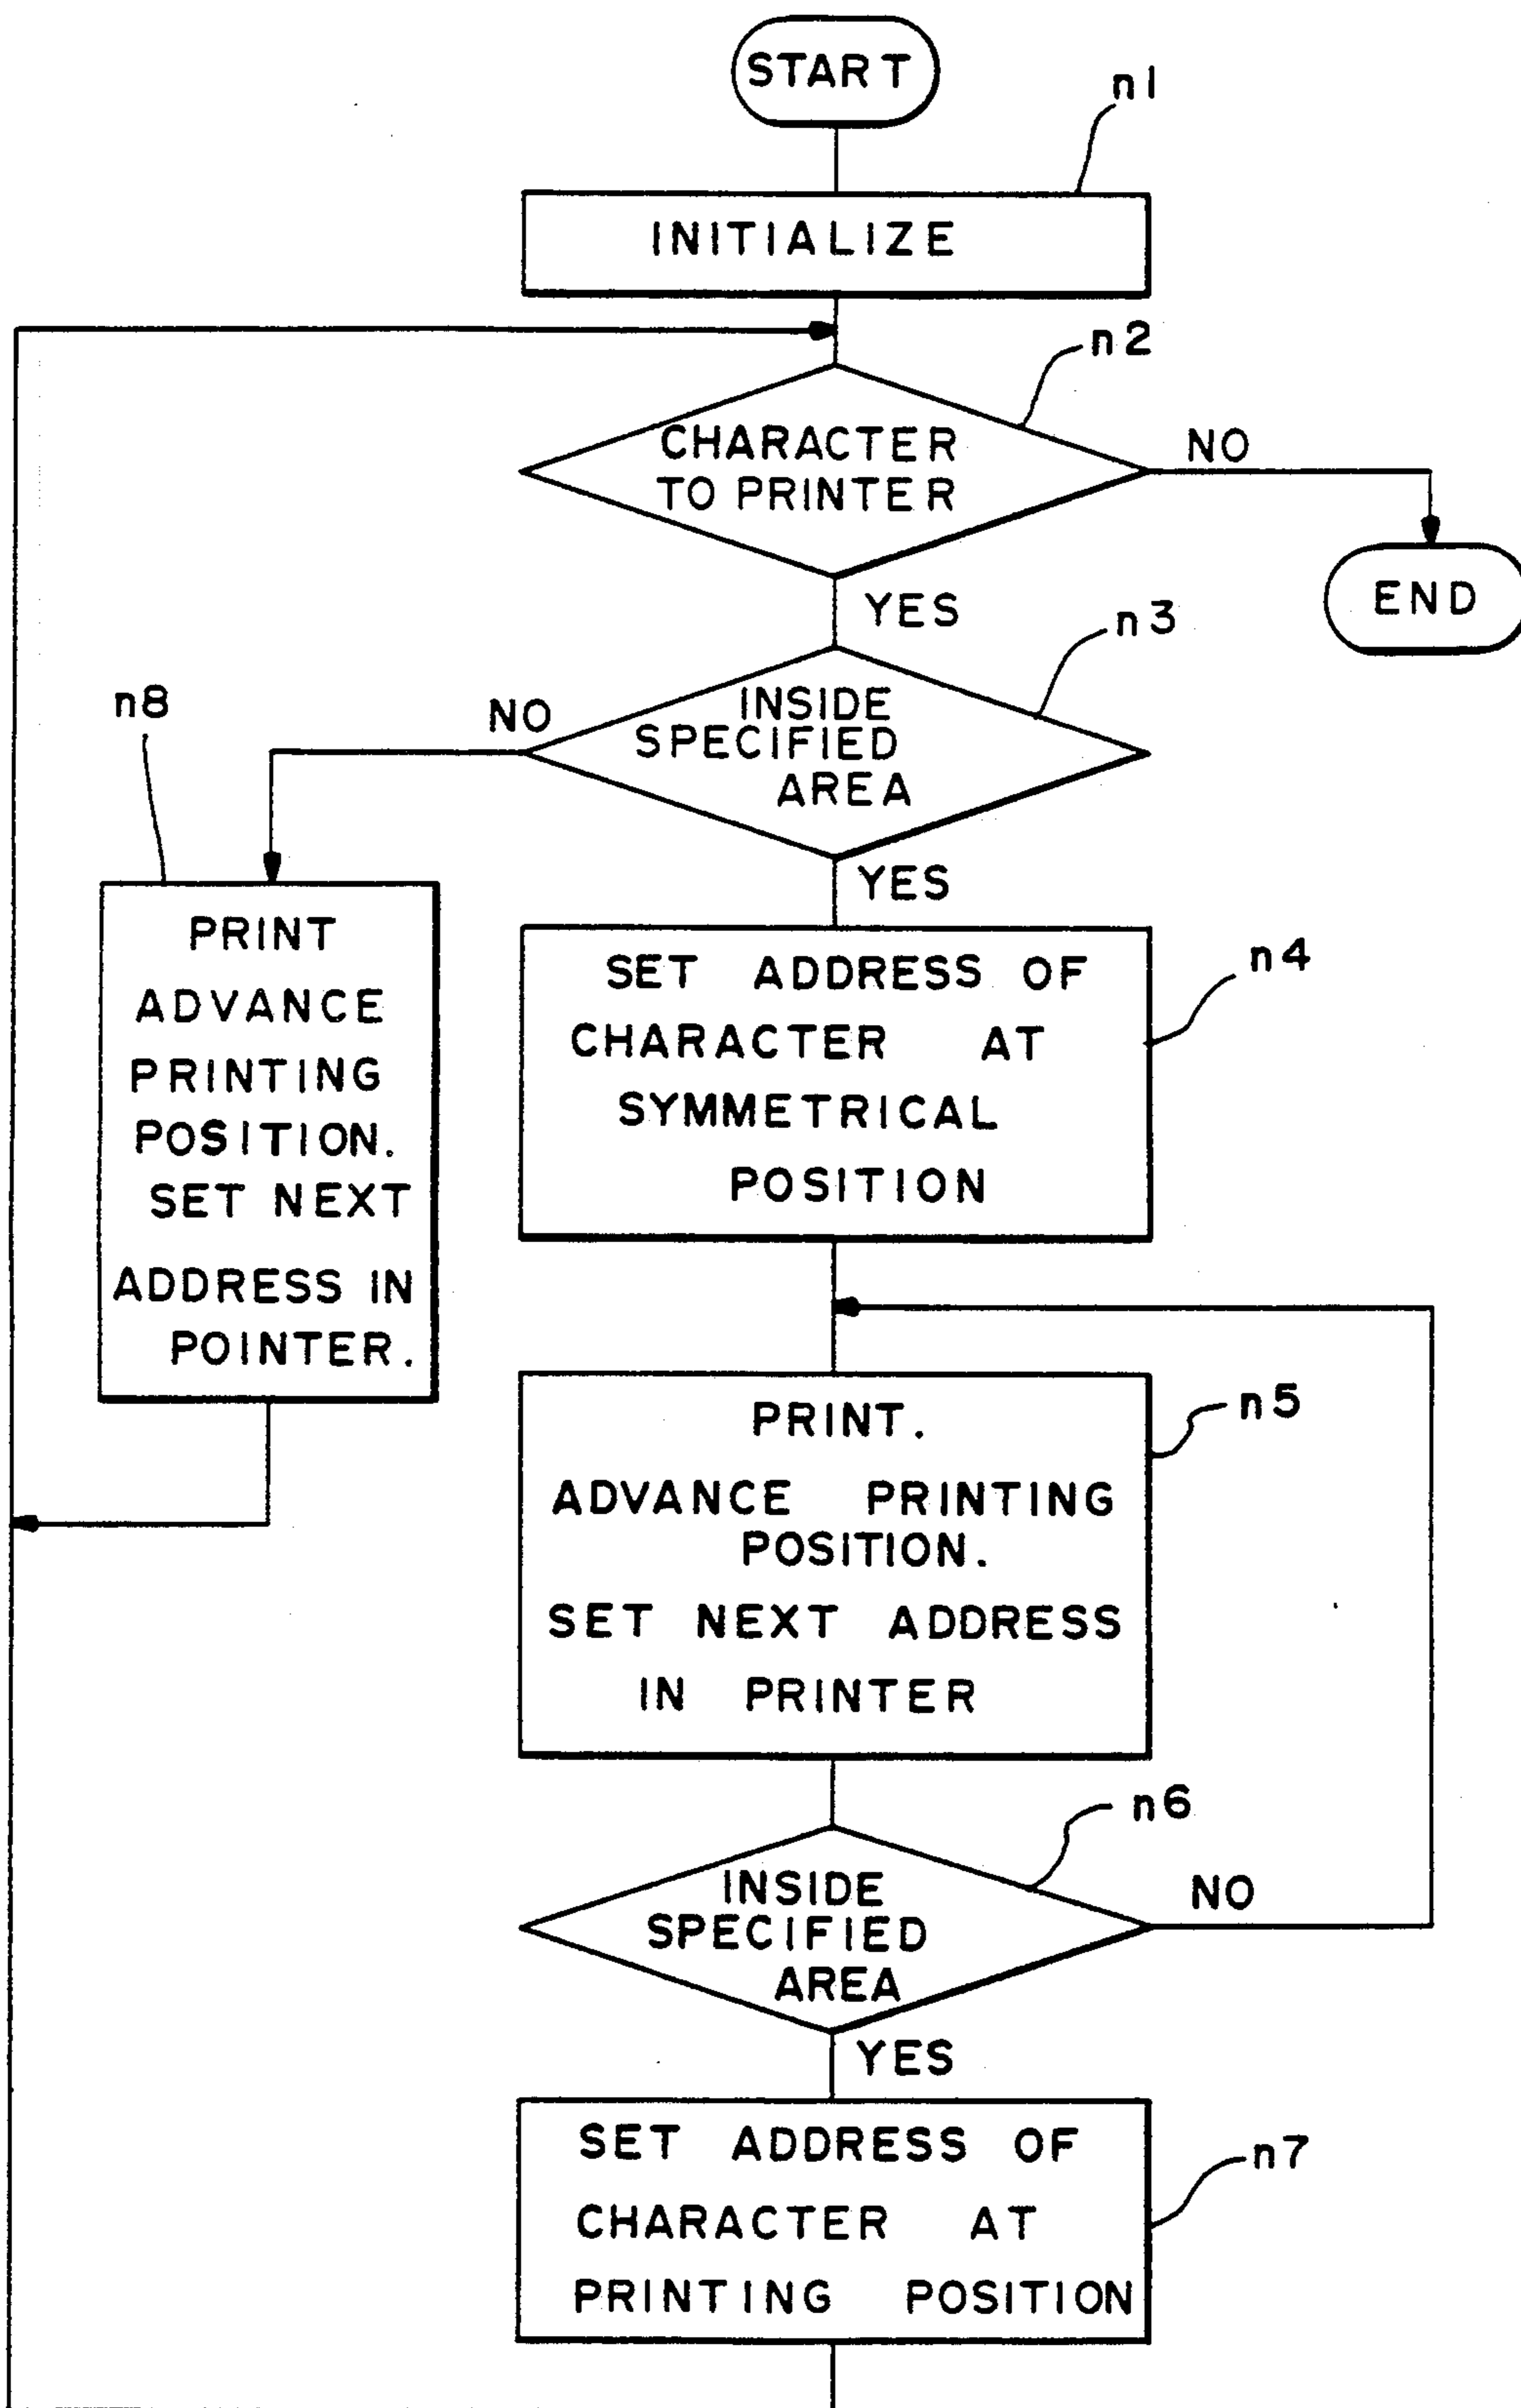 START
n1
INITIALIZE
n2
CHARACTER
TO PRINTER
NO
END
YES
n3
INSIDE
SPECIFIED
AREA
NO
n8
YES
PRINT
ADVANCE
PRINTING
POSITION.
SET NEXT
ADDRESS IN
POINTER.
SET ADDRESS OF
CHARACTER AT
SYMMETRICAL
POSITION
n4
PRINT.
ADVANCE PRINTING
POSITION.
SET NEXT ADDRESS
IN PRINTER
n5
n6
INSIDE
SPECIFIED
AREA
NO
YES
SET ADDRESS OF
CHARACTER AT
PRINTING POSITION
n7